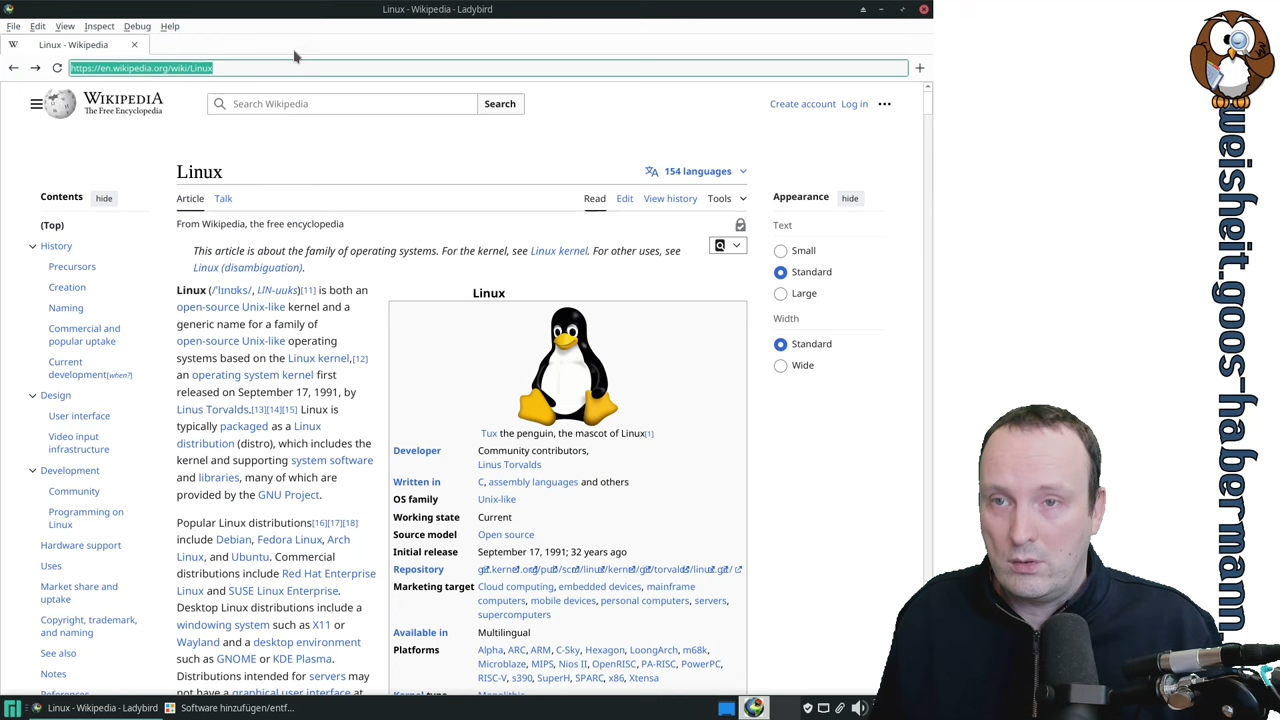 Linux - Wikipedia - Ladybird
File Edit View Inspect Debug Help
Linux - Wikipedia
https://en.wikipedia.org/wiki/Linux
WIKIPEDIA
The Free Encyclopedia
Search Wikipedia
Search
Create account Log in
Linux
154 languages
Contents hide
Article Talk
Read Edit View history Tools
Appearance hide
(Top)
From Wikipedia, the free encyclopedia
Text
History
Precursors
Creation
Naming
Commercial and
popular uptake
Current
development[when?]
Design
User interface
Video input
infrastructure
Development
Community
Programming on
Linux
Hardware support
Uses
Market share and
uptake
Copyright, trademark,
and naming
See also
Notes
References
This article is about the family of operating systems. For the kernel, see Linux kernel. For other uses, see
Linux (disambiguation).
Linux (/ˈlɪnʊks/, LIN-uuks)[11] is both an
open-source Unix-like kernel and a
generic name for a family of
open-source Unix-like operating
systems based on the Linux kernel,[12]
an operating system kernel first
released on September 17, 1991, by
Linus Torvalds.[13][14][15] Linux is
typically packaged as a Linux
distribution (distro), which includes the
kernel and supporting system software
and libraries, many of which are
provided by the GNU Project.
Popular Linux distributions[16][17][18]
include Debian, Fedora Linux, Arch
Linux, and Ubuntu. Commercial
distributions include Red Hat Enterprise
Linux and SUSE Linux Enterprise.
Desktop Linux distributions include a
windowing system such as X11 or
Wayland and a desktop environment
such as GNOME or KDE Plasma.
Distributions intended for servers may
not have a graphical user interface at
Linux
Tux the penguin, the mascot of Linux[1]
Developer Community contributors,
Linus Torvalds
Written in C, assembly languages and others
OS family Unix-like
Working state Current
Source model Open source
Initial release September 17, 1991; 32 years ago
Repository git.kernel.org/pub/scm/linux/kernel/git/torvalds/linux.git/
Marketing target Cloud computing, embedded devices, mainframe
computers, mobile devices, personal computers, servers,
supercomputers
Available in Multilingual
Platforms Alpha, ARC, ARM, C-Sky, Hexagon, LoongArch, m68k,
Microblaze, MIPS, Nios II, OpenRISC, PA-RISC, PowerPC,
RISC-V, s390, SuperH, SPARC, x86, Xtensa
Kernel type Monolithic
Small
Standard
Large
Width
Standard
Wide
Linux - Wikipedia - Ladybird
Software hinzufügen/entf...
weisheit.goos-habermann.